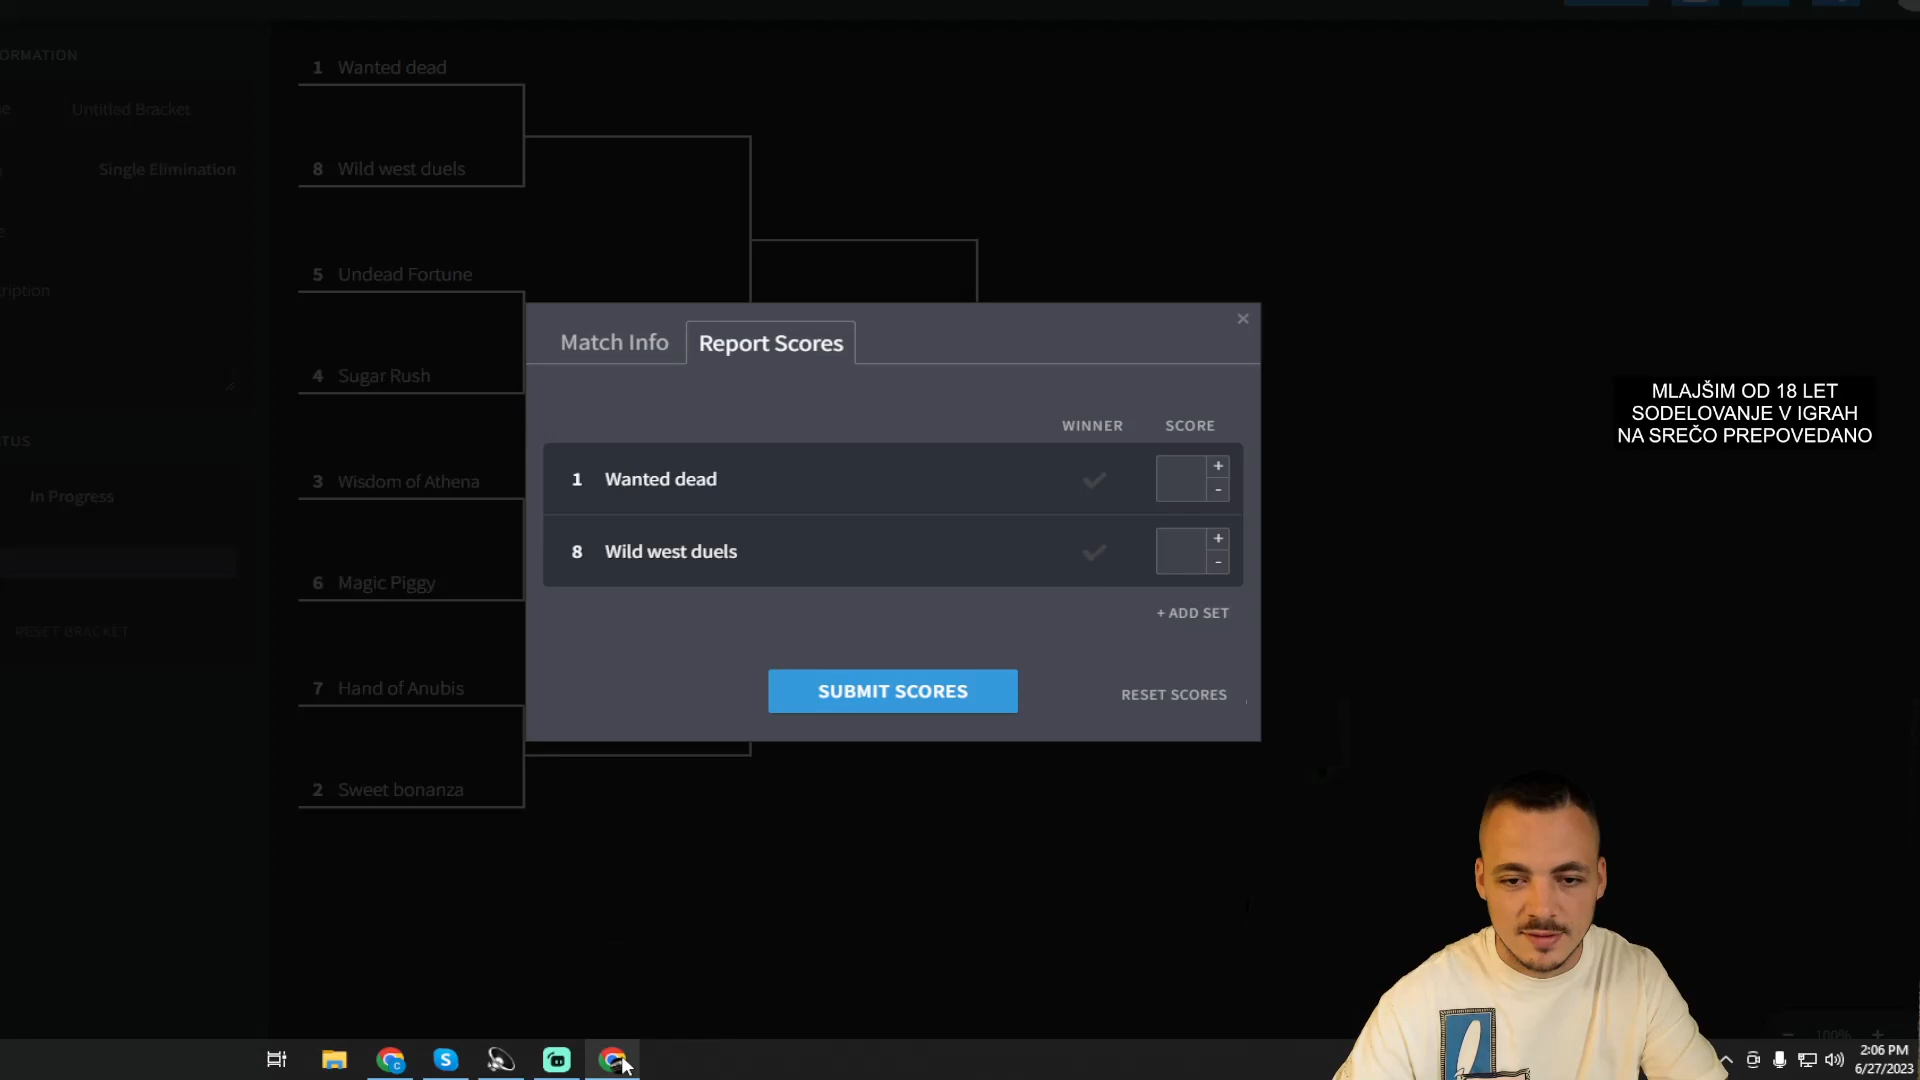 ORMATION
1 Wanted dead
e Untitled Bracket
8 Wild west duels
Single Elimination
e
5 Undead Fortune
ription
4 Sugar Rush
TUS
3 Wisdom of Athena
In Progress
6 Magic Piggy
RESET BRACKET
7 Hand of Anubis
2 Sweet bonanza
Match Info
Report Scores
×
WINNER SCORE
1 Wanted dead + -
8 Wild west duels + -
+ ADD SET
SUBMIT SCORES
RESET SCORES
MLAJŠIM OD 18 LET
SODELOVANJE V IGRAH
NA SREČO PREPOVEDANO
− 100% +
2:06 PM
6/27/2023